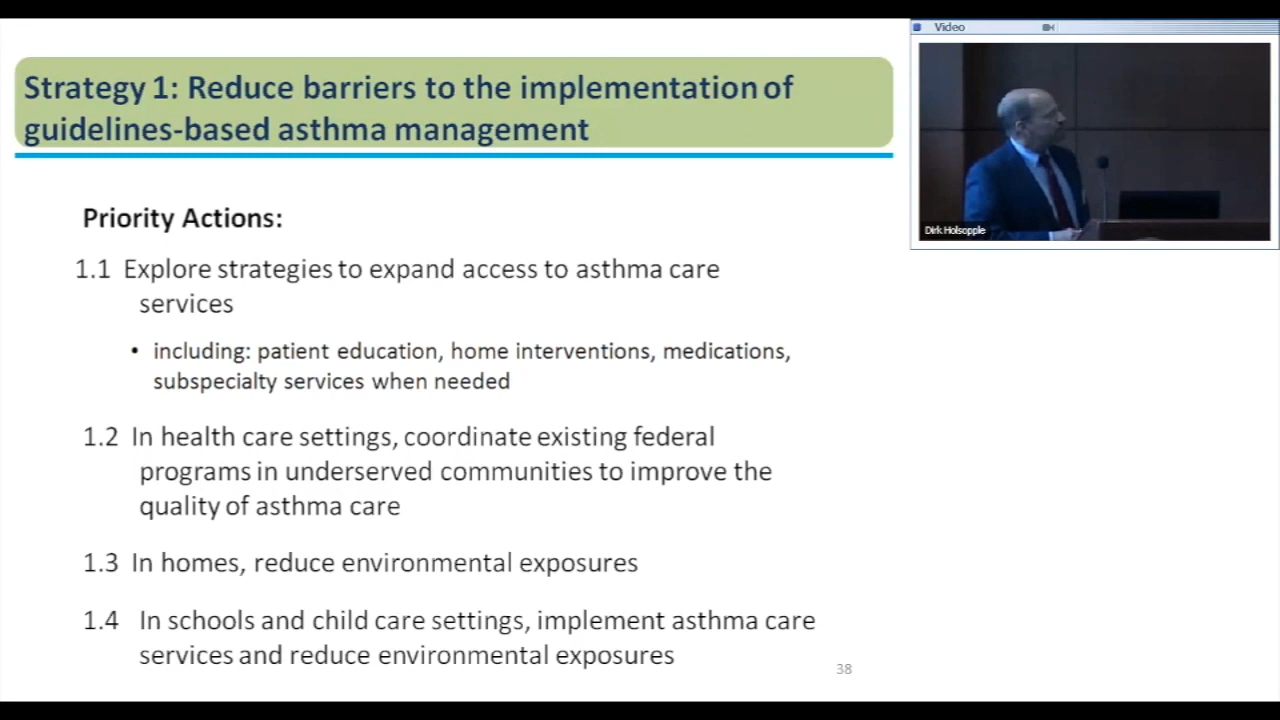 Video
Strategy 1: Reduce barriers to the implementation of
guidelines-based asthma management
Dirk Holsopple
Priority Actions:
1.1 Explore strategies to expand access to asthma care
services
• including: patient education, home interventions, medications,
subspecialty services when needed
1.2 In health care settings, coordinate existing federal
programs in underserved communities to improve the
quality of asthma care
1.3 In homes, reduce environmental exposures
1.4 In schools and child care settings, implement asthma care
services and reduce environmental exposures
38